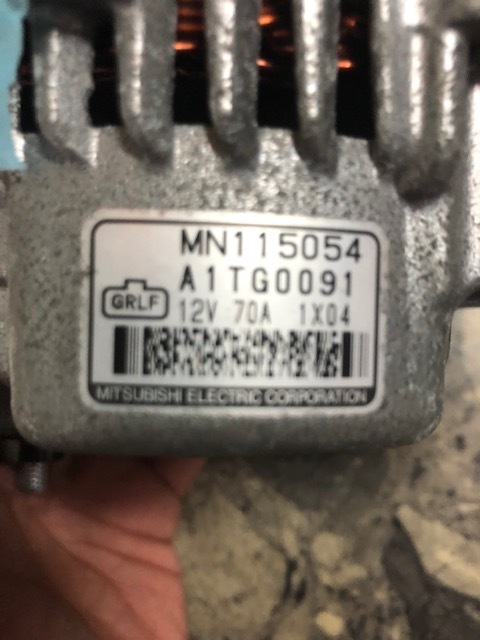 MN115054
A1TG0091
GRLF
12V 70A 1X04
MITSUBISHI ELECTRIC CORPORATION